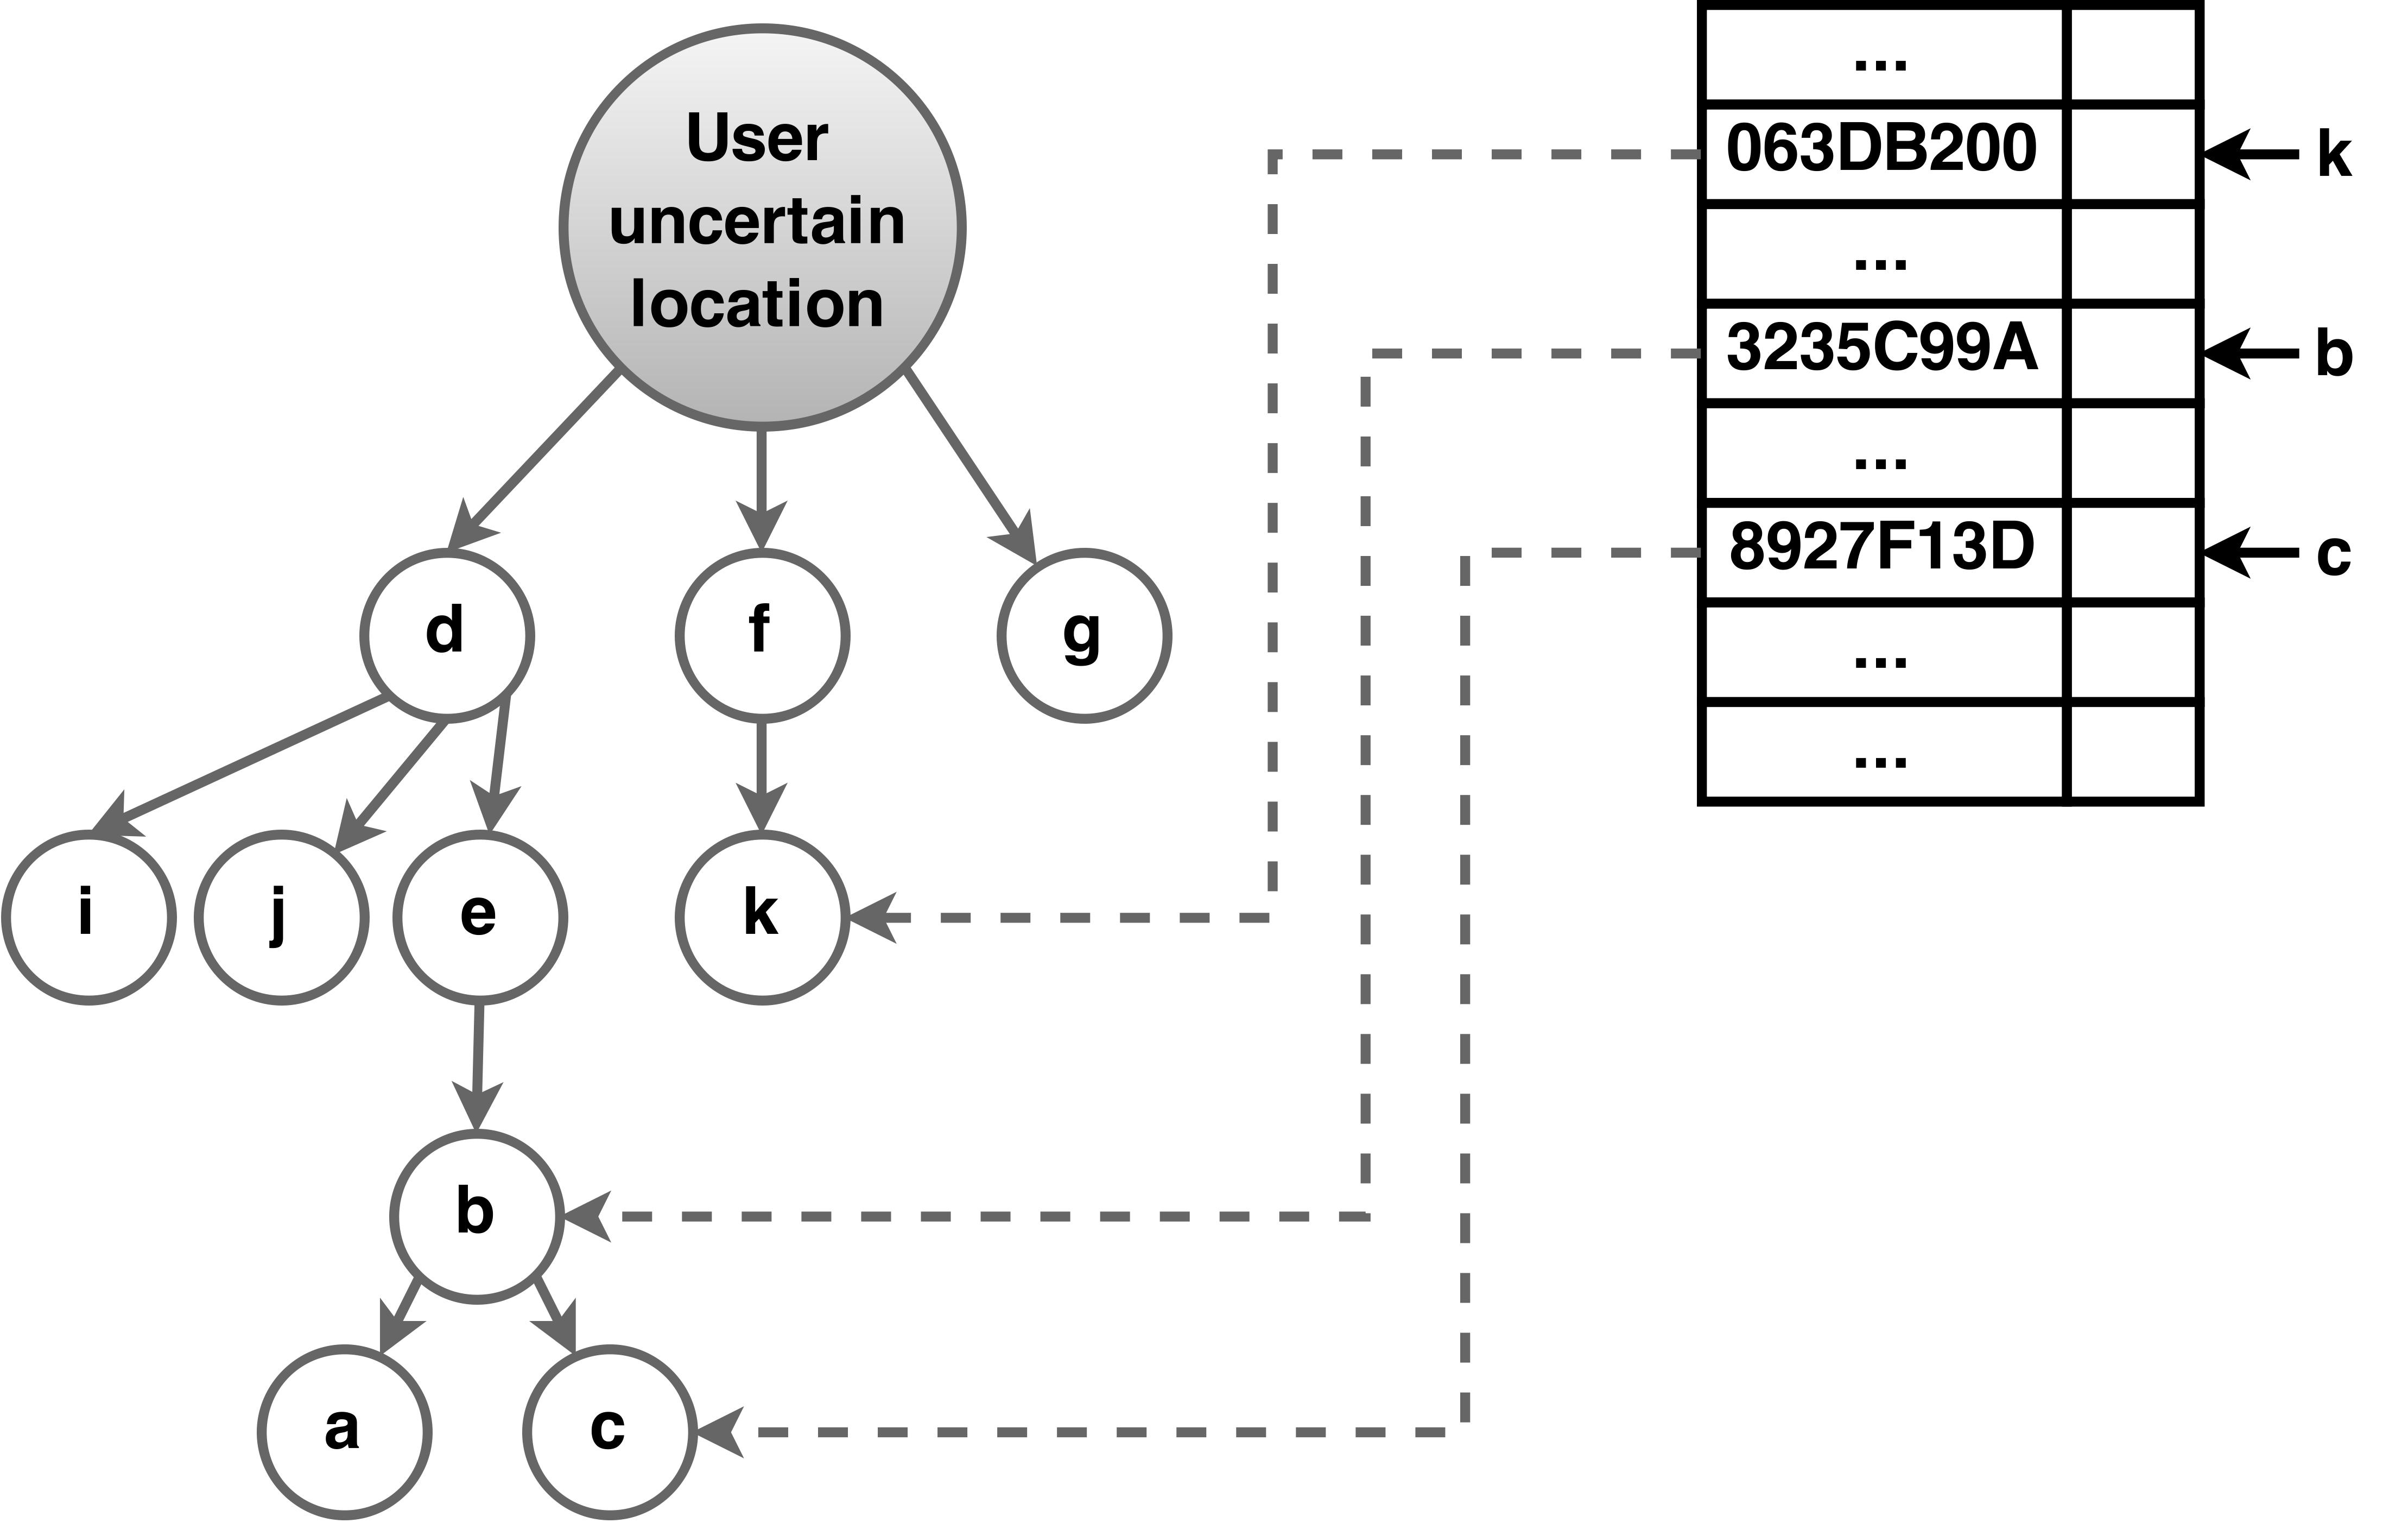 User
uncertain
location
d
f
g
i
j
e
k
b
a
c
...
063DB200
k
...
3235C99A
b
...
8927F13D
c
...
...